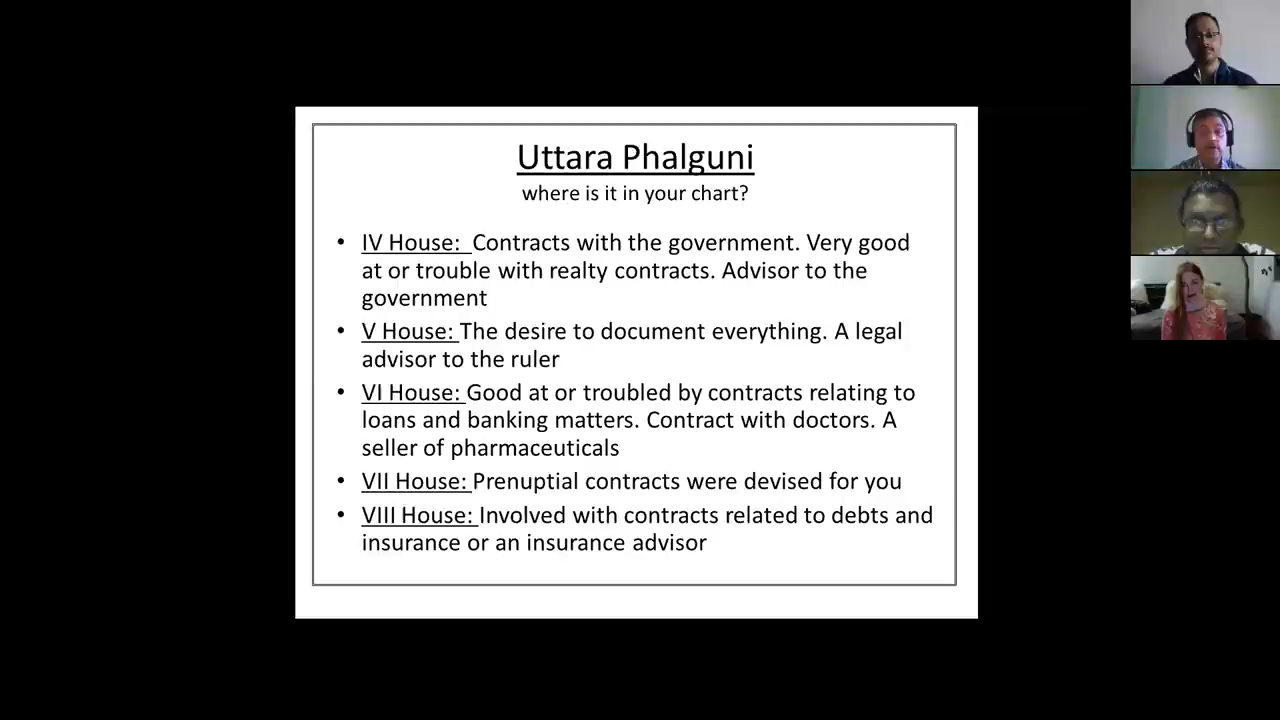 Uttara Phalguni
where is it in your chart?
• IV House: Contracts with the government. Very good
at or trouble with realty contracts. Advisor to the
government
• V House: The desire to document everything. A legal
advisor to the ruler
• VI House: Good at or troubled by contracts relating to
loans and banking matters. Contract with doctors. A
seller of pharmaceuticals
• VII House: Prenuptial contracts were devised for you
• VIII House: Involved with contracts related to debts and
insurance or an insurance advisor